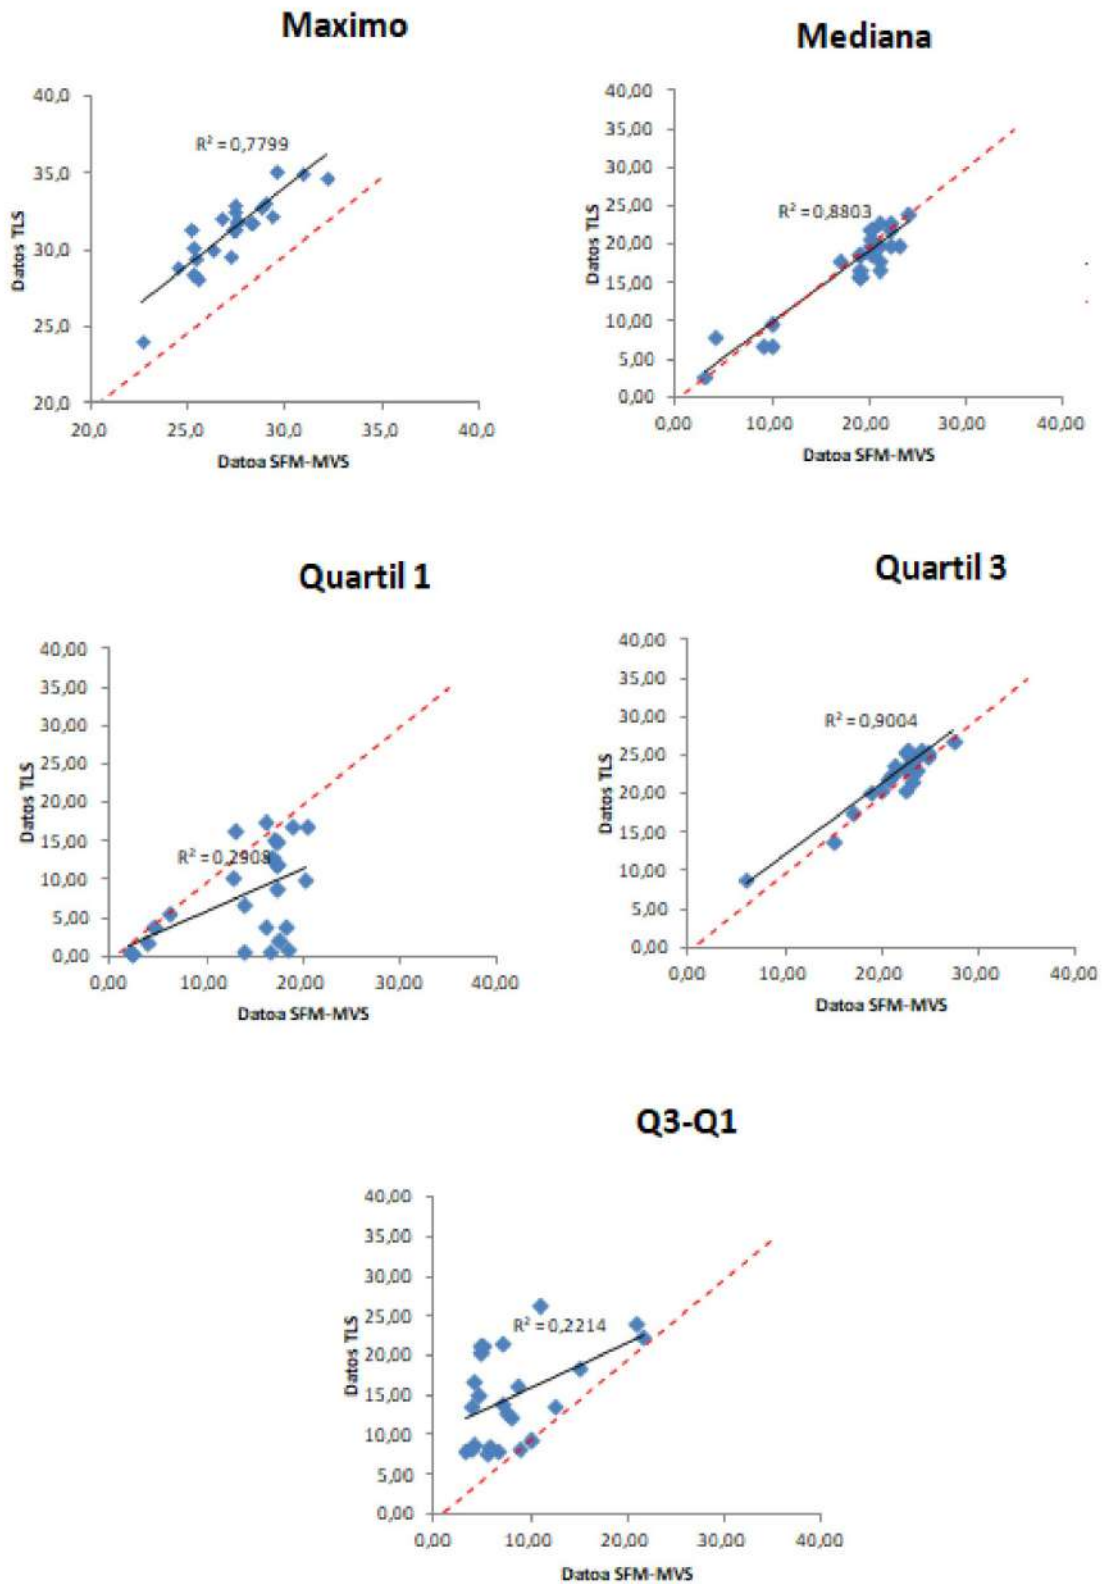 Maximo
40,0
35,0
30,0
25,0
20,0
Datos TLS
R² = 0,7799
20,0 25,0 30,0 35,0 40,0
Datoa SFM-MVS
Mediana
40,00
35,00
30,00
25,00
20,00
15,00
10,00
5,00
0,00
Datos TLS
R² = 0,8803
0,00 10,00 20,00 30,00 40,00
Datoa SFM-MVS
Quartil 1
40,00
35,00
30,00
25,00
20,00
15,00
10,00
5,00
0,00
Datos TLS
R² = 0,2908
0,00 10,00 20,00 30,00 40,00
Datoa SFM-MVS
Quartil 3
40,00
35,00
30,00
25,00
20,00
15,00
10,00
5,00
0,00
Datos TLS
R² = 0,9004
0,00 10,00 20,00 30,00 40,00
Datoa SFM-MVS
Q3-Q1
40,00
35,00
30,00
25,00
20,00
15,00
10,00
5,00
0,00
Datos TLS
R² = 0,2214
0,00 10,00 20,00 30,00 40,00
Datoa SFM-MVS